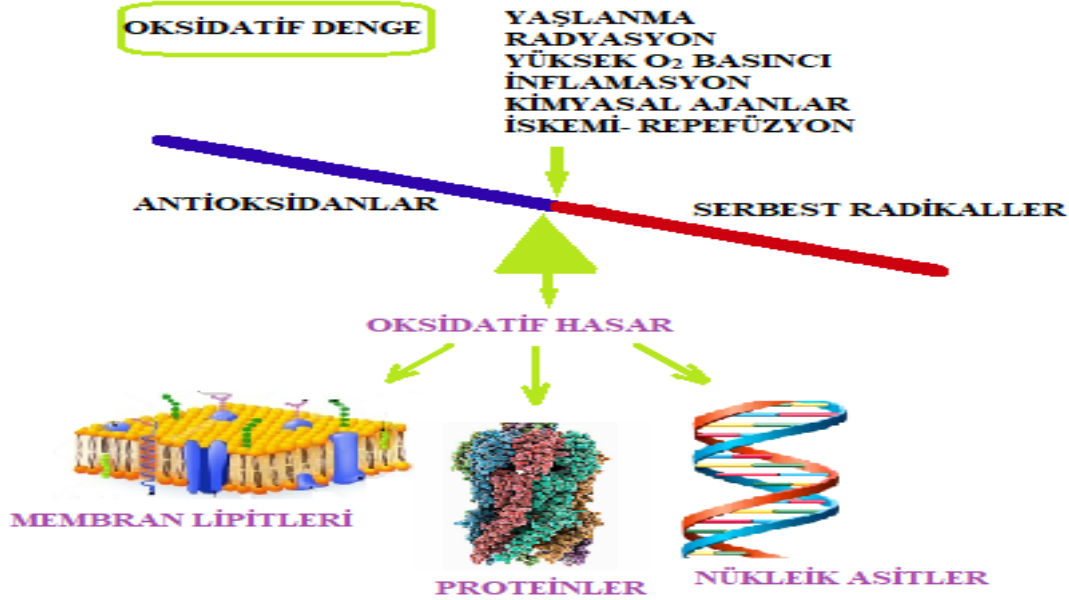 OKSİDATİF DENGE
YAŞLANMA
RADYASYON
YÜKSEK O₂ BASINCI
İNFLAMASYON
KİMYASAL AJANLAR
İSKEMİ- REPEFÜZYON
ANTİOKSİDANLAR
SERBEST RADİKALLER
OKSİDATİF HASAR
MEMBRAN LİPİTLERİ
PROTEİNLER
NÜKLEİK ASİTLER